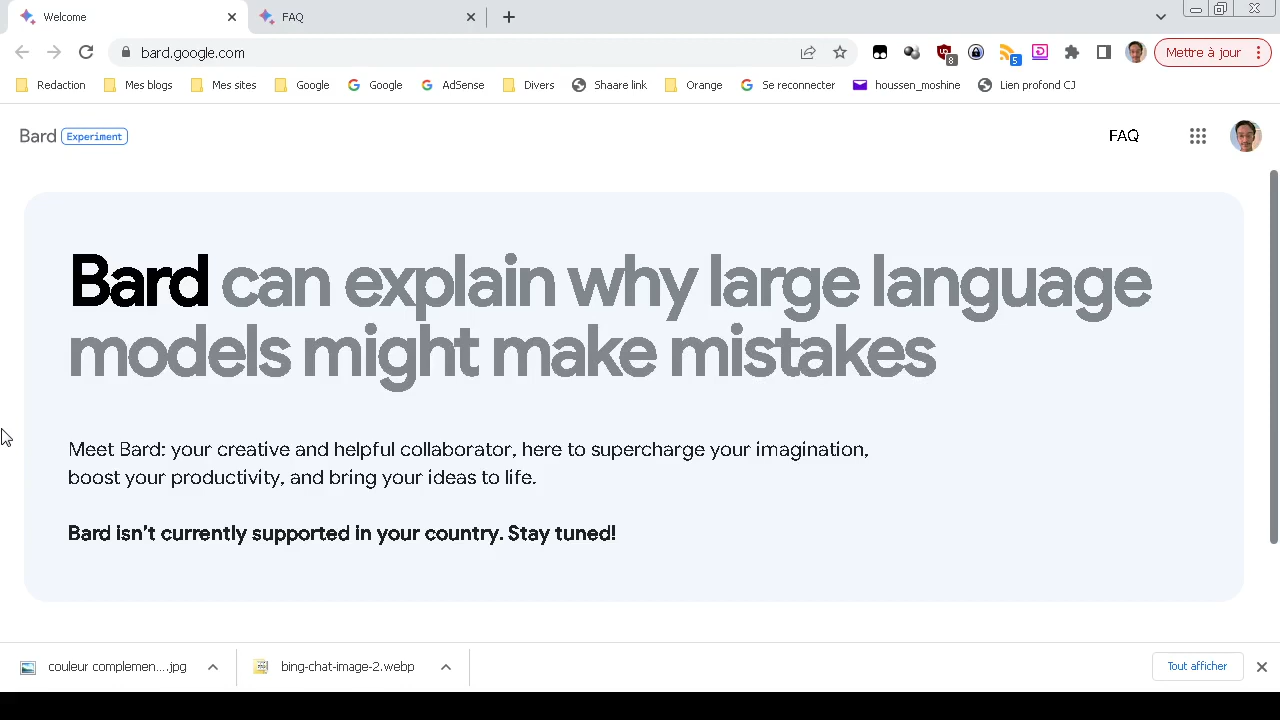 Welcome
FAQ
bard.google.com
8
5
Mettre à jour
Redaction
Mes blogs
Mes sites
Google
Google
AdSense
Divers
Shaare link
Orange
Se reconnecter
houssen_moshine
Lien profond CJ
Bard Experiment
FAQ
Bard can explain why large language
models might make mistakes
Meet Bard: your creative and helpful collaborator, here to supercharge your imagination,
boost your productivity, and bring your ideas to life.
Bard isn't currently supported in your country. Stay tuned!
couleur complemen....jpg
bing-chat-image-2.webp
Tout afficher